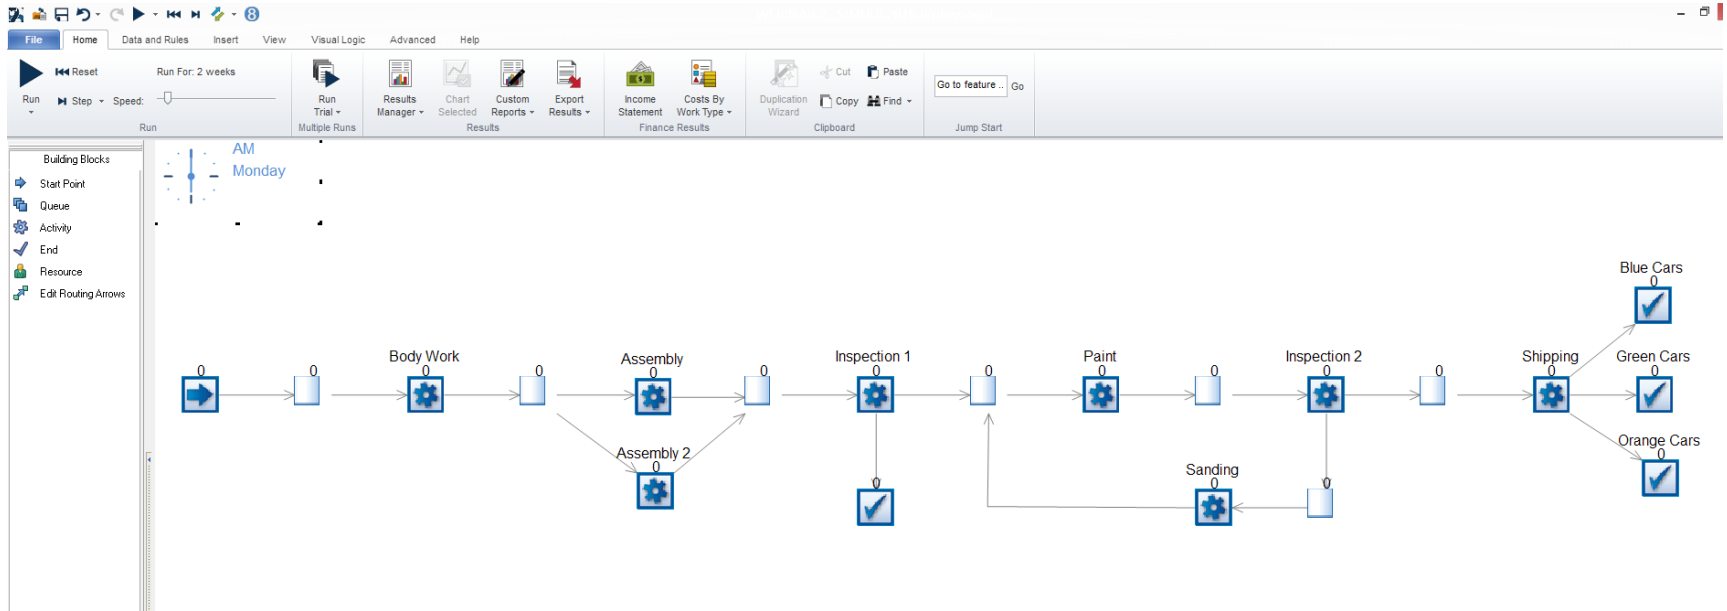 File Home Data and Rules Insert View Visual Logic Advanced Help
Reset Run For: 2 weeks Cut Paste
Go to feature .. Go
Run Step Speed: Run Trial Results Manager Chart Selected Custom Reports Export Results Income Statement Costs By Work Type Duplication Wizard Copy Find
Run Multiple Runs Results Finance Results Clipboard Jump Start
Building Blocks
Start Point
Queue
Activity
End
Resource
Edit Routing Arrows
AM
Monday
Blue Cars
0
Body Work Assembly Inspection 1 Paint Inspection 2 Shipping Green Cars
0 0 0 0 0 0 0 0 0 0 0 0 0 0
Orange Cars
0
Assembly 2
0
Sanding
0 0 0